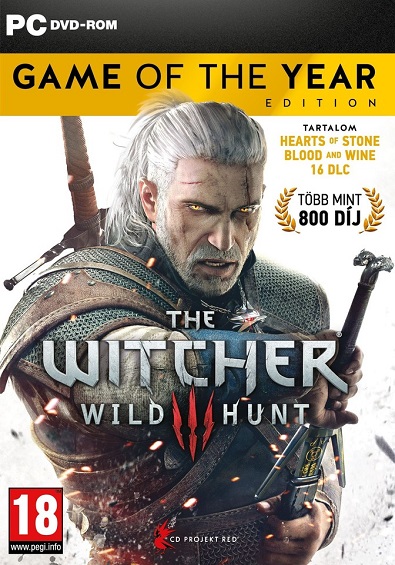 PC DVD-ROM
GAME OF THE YEAR
EDITION
TARTALOM
HEARTS OF STONE
BLOOD AND WINE
16 DLC
TÖBB MINT
800 DÍJ
THE
WITCHER
WILD HUNT
18
www.pegi.info
CD PROJEKT RED